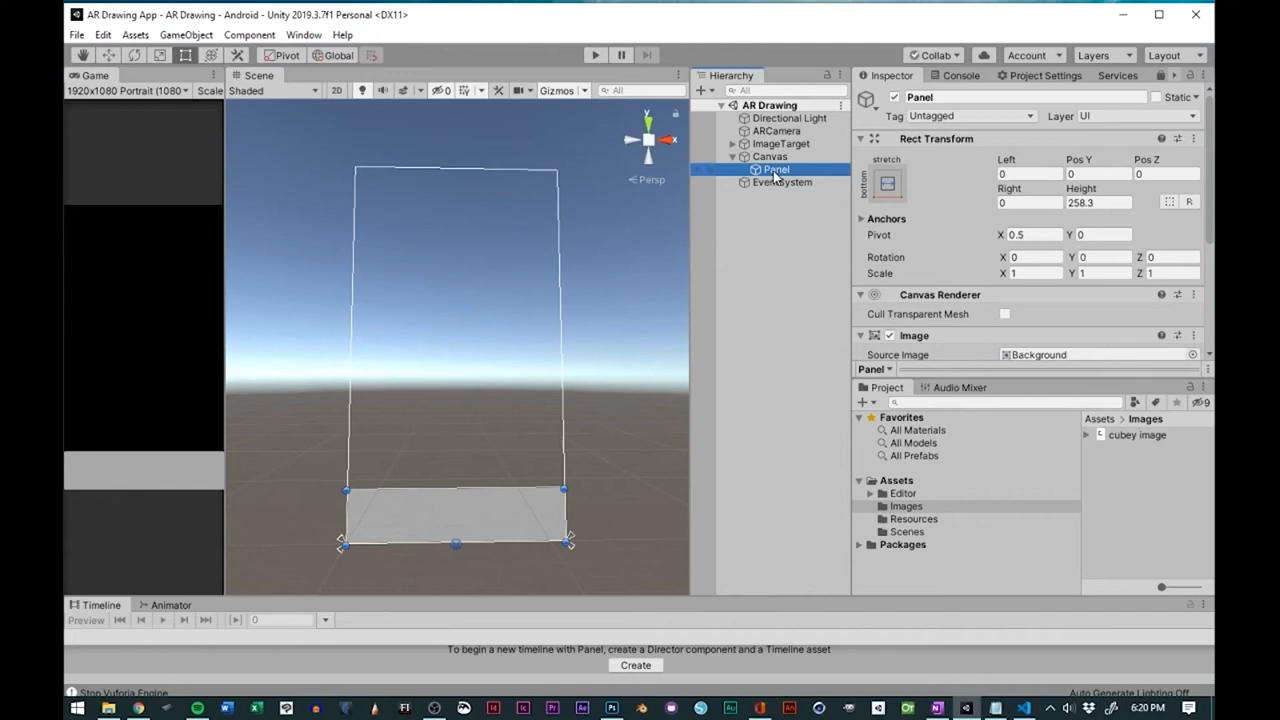 AR Drawing App - AR Drawing - Android - Unity 2019.3.7f1 Personal <DX11>
File Edit Assets GameObject Component Window Help
Pivot Global Collab Account Layers Layout
Game Scene Hierarchy Inspector Console Project Settings Services
1920x1080 Portrait (1080 Scale Shaded 2D 0 Gizmos All All
AR Drawing
Directional Light
ARCamera
ImageTarget
Canvas
Panel
EventSystem
y
x
Persp
Panel Static
Tag Untagged Layer UI
Rect Transform
stretch
bottom
Left Pos Y Pos Z
0 0 0
Right Height
0 258.3 R
Anchors
Pivot X 0.5 Y 0
Rotation X 0 Y 0 Z 0
Scale X 1 Y 1 Z 1
Canvas Renderer
Cull Transparent Mesh
Image
Source Image Background
Panel
Project Audio Mixer
9
Favorites
All Materials
All Models
All Prefabs
Assets
Editor
Images
Resources
Scenes
Packages
Assets > Images
cubey image
Timeline Animator
Preview 0
To begin a new timeline with Panel, create a Director component and a Timeline asset
Create
Stop Vuforia Engine Auto Generate Lighting Off
6:20 PM